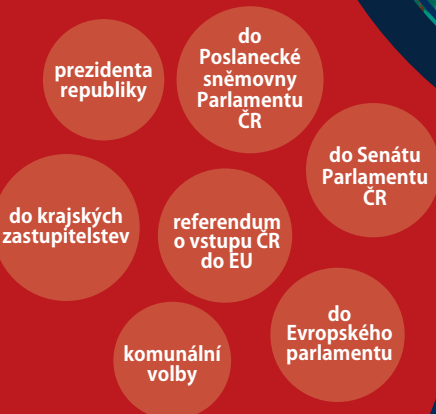 prezidenta
republiky
do
Poslanecké
sněmovny
Parlamentu
ČR
do Senátu
Parlamentu
ČR
do krajských
zastupitelstev
referendum
o vstupu ČR
do EU
do
Evropského
parlamentu
komunální
volby